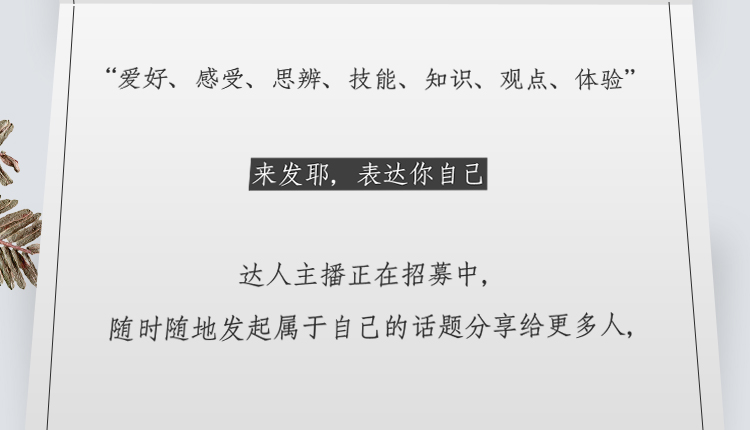 “爱好、感受、思辨、技能、知识、观点、体验”
来发耶，表达你自己
达人主播正在招募中，
随时随地发起属于自己的话题分享给更多人，